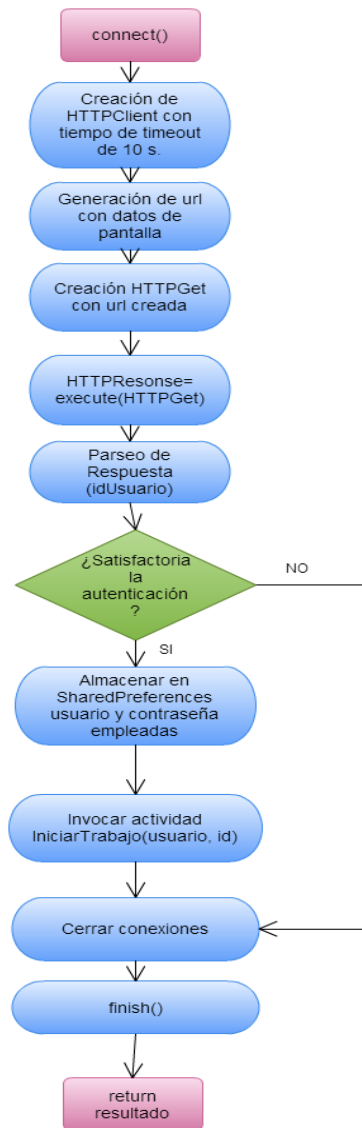 connect()
Creación de
HTTPClient con
tiempo de timeout
de 10 s.
Generación de url
con datos de
pantalla
Creación HTTPGet
con url creada
HTTPResonse=
execute(HTTPGet)
Parseo de
Respuesta
(idUsuario)
¿Satisfactoria
la
autenticación
?
NO
SI
Almacenar en
SharedPreferences
usuario y contraseña
empleadas
Invocar actividad
IniciarTrabajo(usuario, id)
Cerrar conexiones
finish()
return
resultado